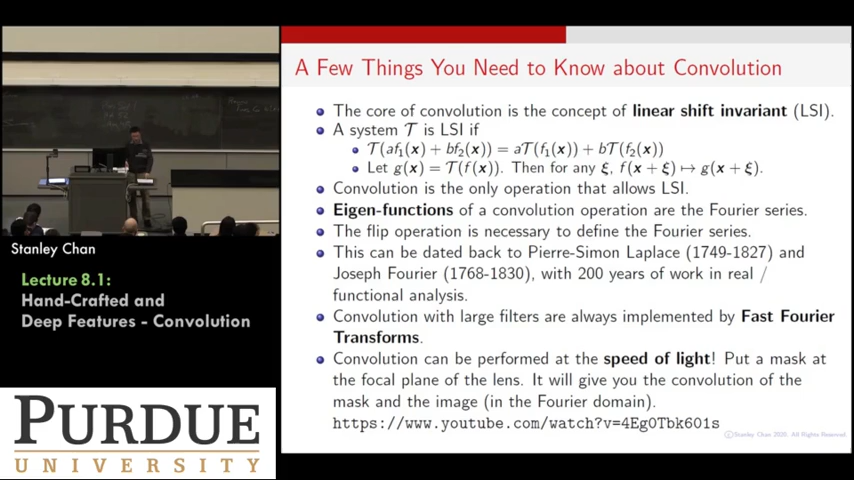 A Few Things You Need to Know about Convolution
The core of convolution is the concept of linear shift invariant (LSI).
A system 𝒯 is LSI if
𝒯(af₁(x) + bf₂(x)) = a𝒯(f₁(x)) + b𝒯(f₂(x))
Let g(x) = 𝒯(f(x)). Then for any ξ, f(x + ξ) ↦ g(x + ξ).
Convolution is the only operation that allows LSI.
Eigen-functions of a convolution operation are the Fourier series.
The flip operation is necessary to define the Fourier series.
This can be dated back to Pierre-Simon Laplace (1749-1827) and
Joseph Fourier (1768-1830), with 200 years of work in real /
functional analysis.
Convolution with large filters are always implemented by Fast Fourier
Transforms.
Convolution can be performed at the speed of light! Put a mask at
the focal plane of the lens. It will give you the convolution of the
mask and the image (in the Fourier domain).
https://www.youtube.com/watch?v=4Eg0Tbk601s
©Stanley Chan 2020. All Rights Reserved.
Stanley Chan
Lecture 8.1:
Hand-Crafted and
Deep Features - Convolution
PURDUE
UNIVERSITY